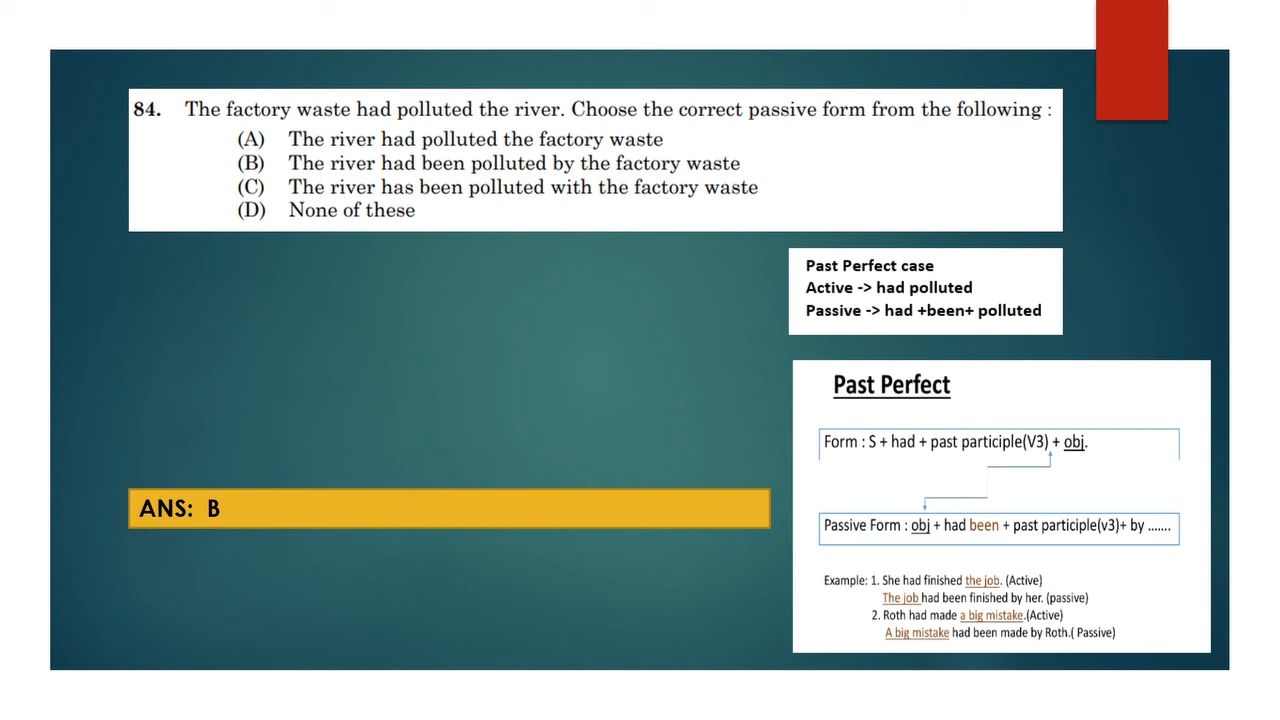 84. The factory waste had polluted the river. Choose the correct passive form from the following :
(A) The river had polluted the factory waste
(B) The river had been polluted by the factory waste
(C) The river has been polluted with the factory waste
(D) None of these
Past Perfect case
Active -> had polluted
Passive -> had +been+ polluted
Past Perfect
Form : S + had + past participle(V3) + obj.
Passive Form : obj + had been + past participle(v3)+ by .......
Example: 1. She had finished the job. (Active)
The job had been finished by her. (passive)
2. Roth had made a big mistake.(Active)
A big mistake had been made by Roth.( Passive)
ANS: B